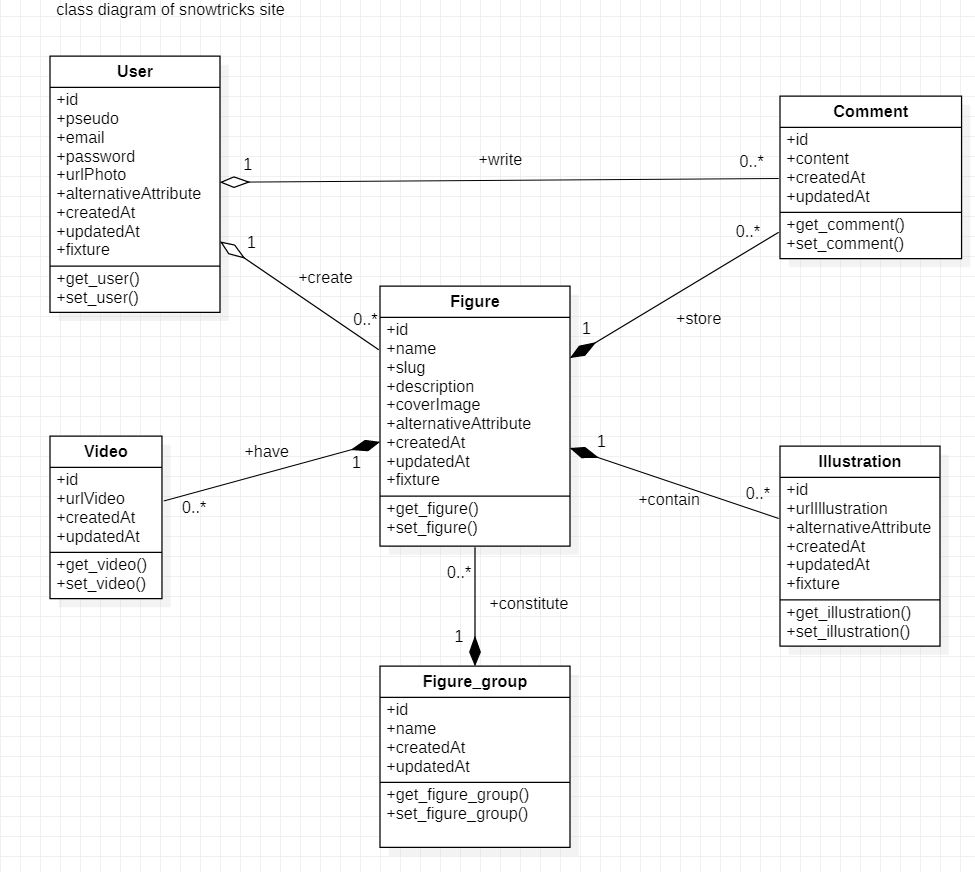 class diagram of snowtricks site
User
+id
+pseudo
+email
+password
+urlPhoto
+alternativeAttribute
+createdAt
+updatedAt
+fixture
+get_user()
+set_user()
1
+write
0..*
Comment
+id
+content
+createdAt
+updatedAt
+get_comment()
+set_comment()
1
+create
0..*
0..*
+store
1
Figure
+id
+name
+slug
+description
+coverImage
+alternativeAttribute
+createdAt
+updatedAt
+fixture
+get_figure()
+set_figure()
Video
+id
+urlVideo
+createdAt
+updatedAt
+get_video()
+set_video()
+have
1
0..*
1
+contain
0..*
Illustration
+id
+urlIllustration
+alternativeAttribute
+createdAt
+updatedAt
+fixture
+get_illustration()
+set_illustration()
0..*
+constitute
1
Figure_group
+id
+name
+createdAt
+updatedAt
+get_figure_group()
+set_figure_group()